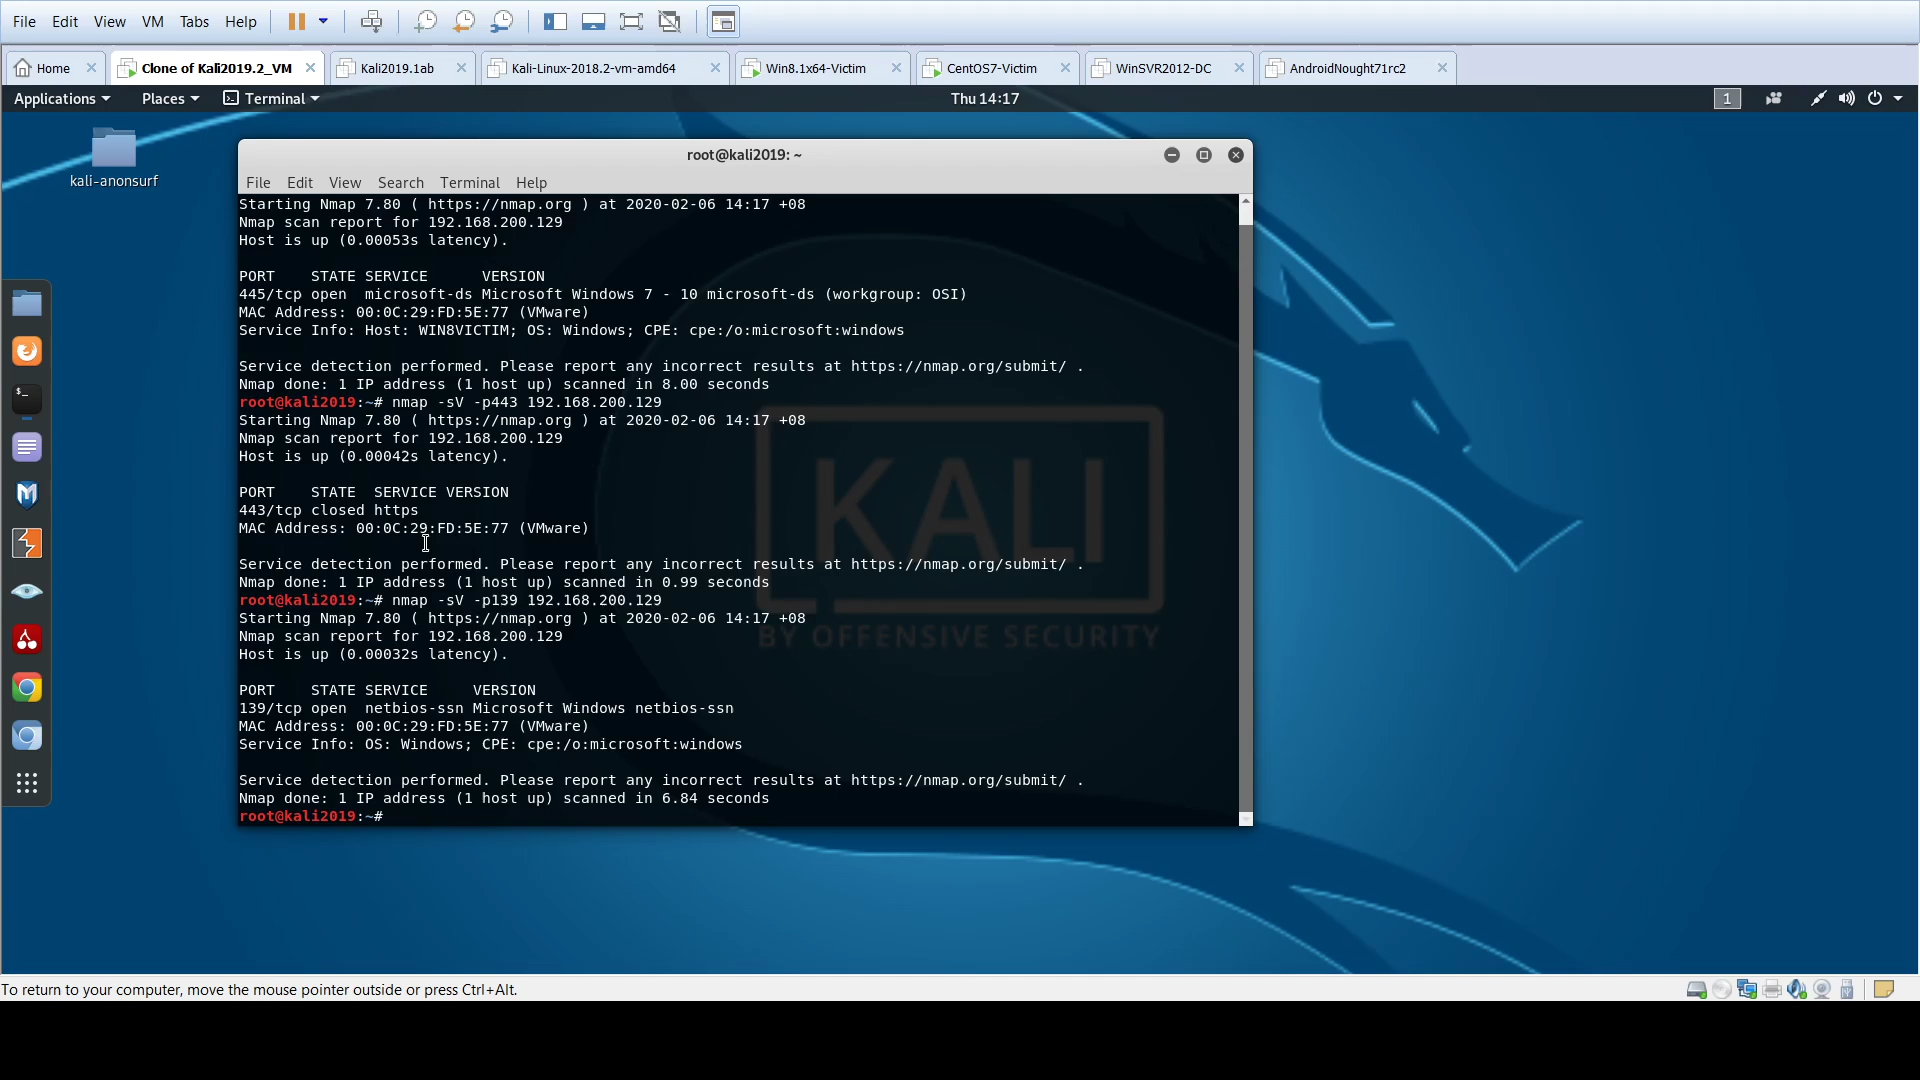 File Edit View VM Tabs Help
Home Clone of Kali2019.2_VM Kali2019.1ab Kali-Linux-2018.2-vm-amd64 Win8.1x64-Victim CentOS7-Victim WinSVR2012-DC AndroidNought71rc2
Applications Places Terminal Thu 14:17 1
kali-anonsurf
root@kali2019: ~
File Edit View Search Terminal Help
Starting Nmap 7.80 ( https://nmap.org ) at 2020-02-06 14:17 +08
Nmap scan report for 192.168.200.129
Host is up (0.00053s latency).
PORT    STATE SERVICE      VERSION
445/tcp open  microsoft-ds Microsoft Windows 7 - 10 microsoft-ds (workgroup: OSI)
MAC Address: 00:0C:29:FD:5E:77 (VMware)
Service Info: Host: WIN8VICTIM; OS: Windows; CPE: cpe:/o:microsoft:windows
Service detection performed. Please report any incorrect results at https://nmap.org/submit/ .
Nmap done: 1 IP address (1 host up) scanned in 8.00 seconds
root@kali2019:~# nmap -sV -p443 192.168.200.129
Starting Nmap 7.80 ( https://nmap.org ) at 2020-02-06 14:17 +08
Nmap scan report for 192.168.200.129
Host is up (0.00042s latency).
PORT    STATE  SERVICE VERSION
443/tcp closed https
MAC Address: 00:0C:29:FD:5E:77 (VMware)
Service detection performed. Please report any incorrect results at https://nmap.org/submit/ .
Nmap done: 1 IP address (1 host up) scanned in 0.99 seconds
root@kali2019:~# nmap -sV -p139 192.168.200.129
Starting Nmap 7.80 ( https://nmap.org ) at 2020-02-06 14:17 +08
Nmap scan report for 192.168.200.129
Host is up (0.00032s latency).
PORT    STATE SERVICE     VERSION
139/tcp open  netbios-ssn Microsoft Windows netbios-ssn
MAC Address: 00:0C:29:FD:5E:77 (VMware)
Service Info: OS: Windows; CPE: cpe:/o:microsoft:windows
Service detection performed. Please report any incorrect results at https://nmap.org/submit/ .
Nmap done: 1 IP address (1 host up) scanned in 6.84 seconds
root@kali2019:~#
KALI
BY OFFENSIVE SECURITY
To return to your computer, move the mouse pointer outside or press Ctrl+Alt.